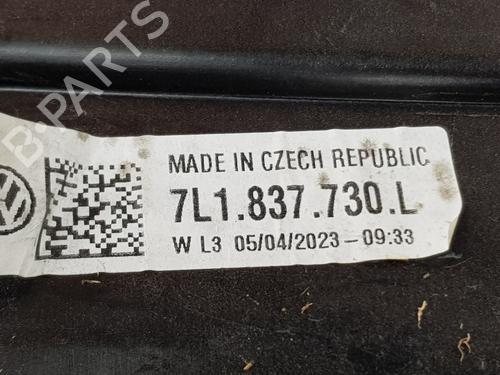 B-PARTS
MADE IN CZECH REPUBLIC
7L1.837.730.L
W L3 05/04/2023-09:33